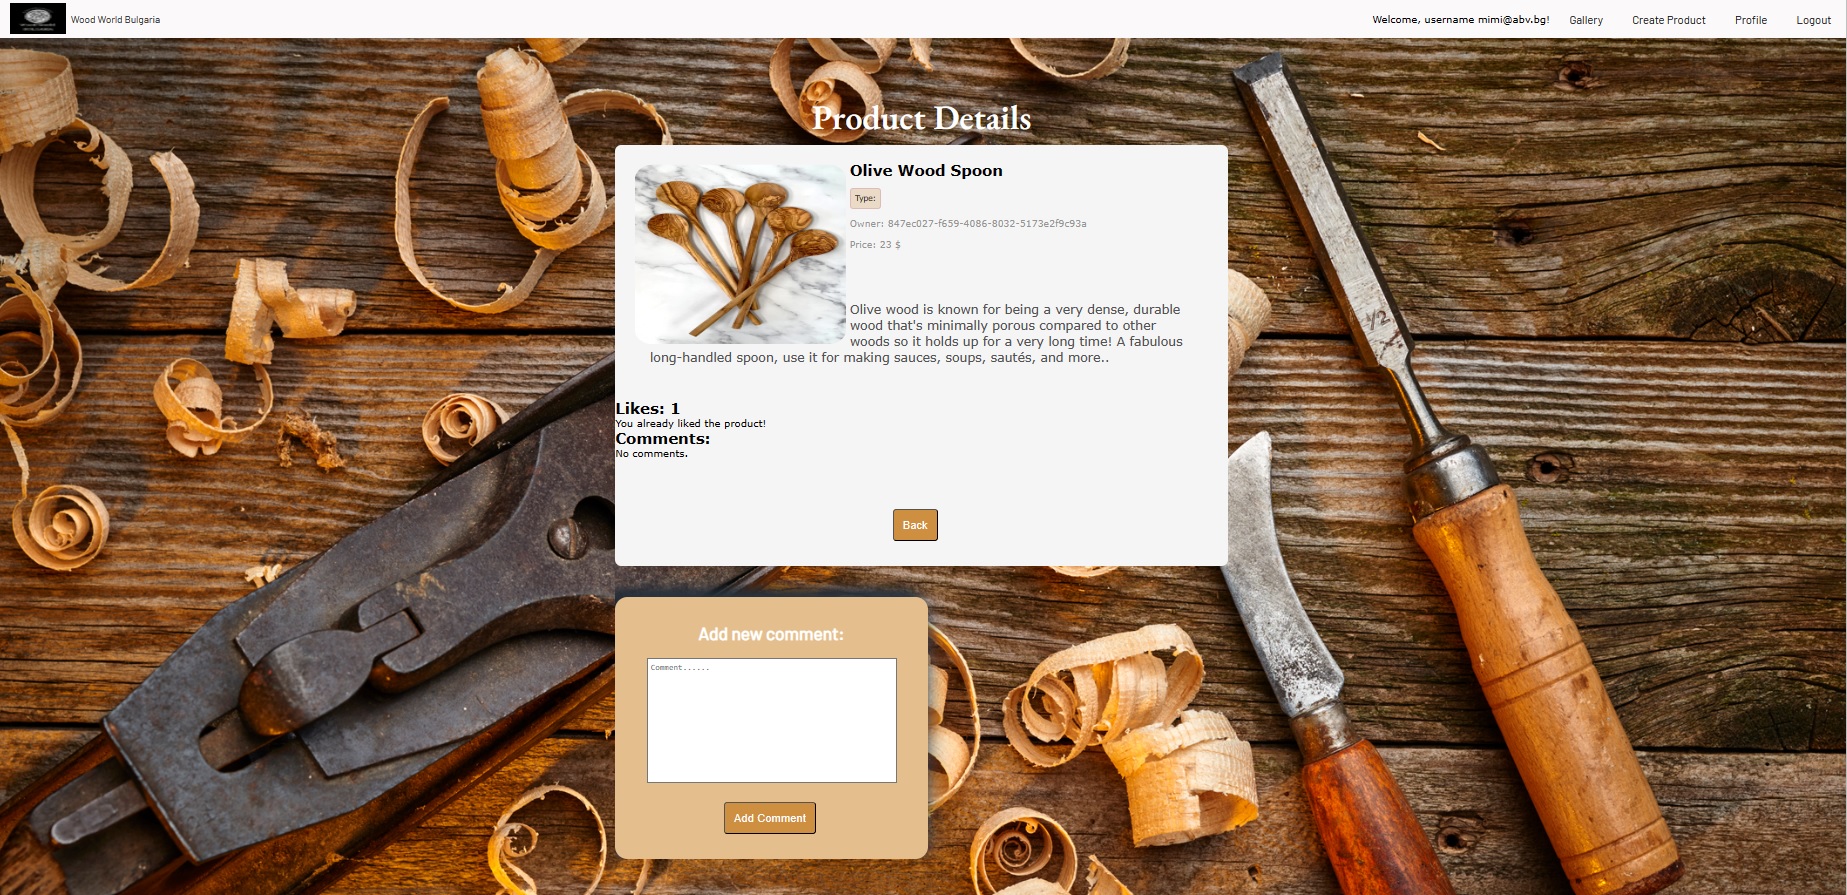 Wood World Bulgaria
Welcome, username mimi@abv.bg!
Gallery
Create Product
Profile
Logout
Product Details
Olive Wood Spoon
Type:
Owner: 847ec027-f659-4086-8032-5173e2f9c93a
Price: 23 $
Olive wood is known for being a very dense, durable
wood that's minimally porous compared to other
woods so it holds up for a very long time! A fabulous
long-handled spoon, use it for making sauces, soups, sautés, and more..
Likes: 1
You already liked the product!
Comments:
No comments.
Back
Add new comment:
Comment......
Add Comment
1/2